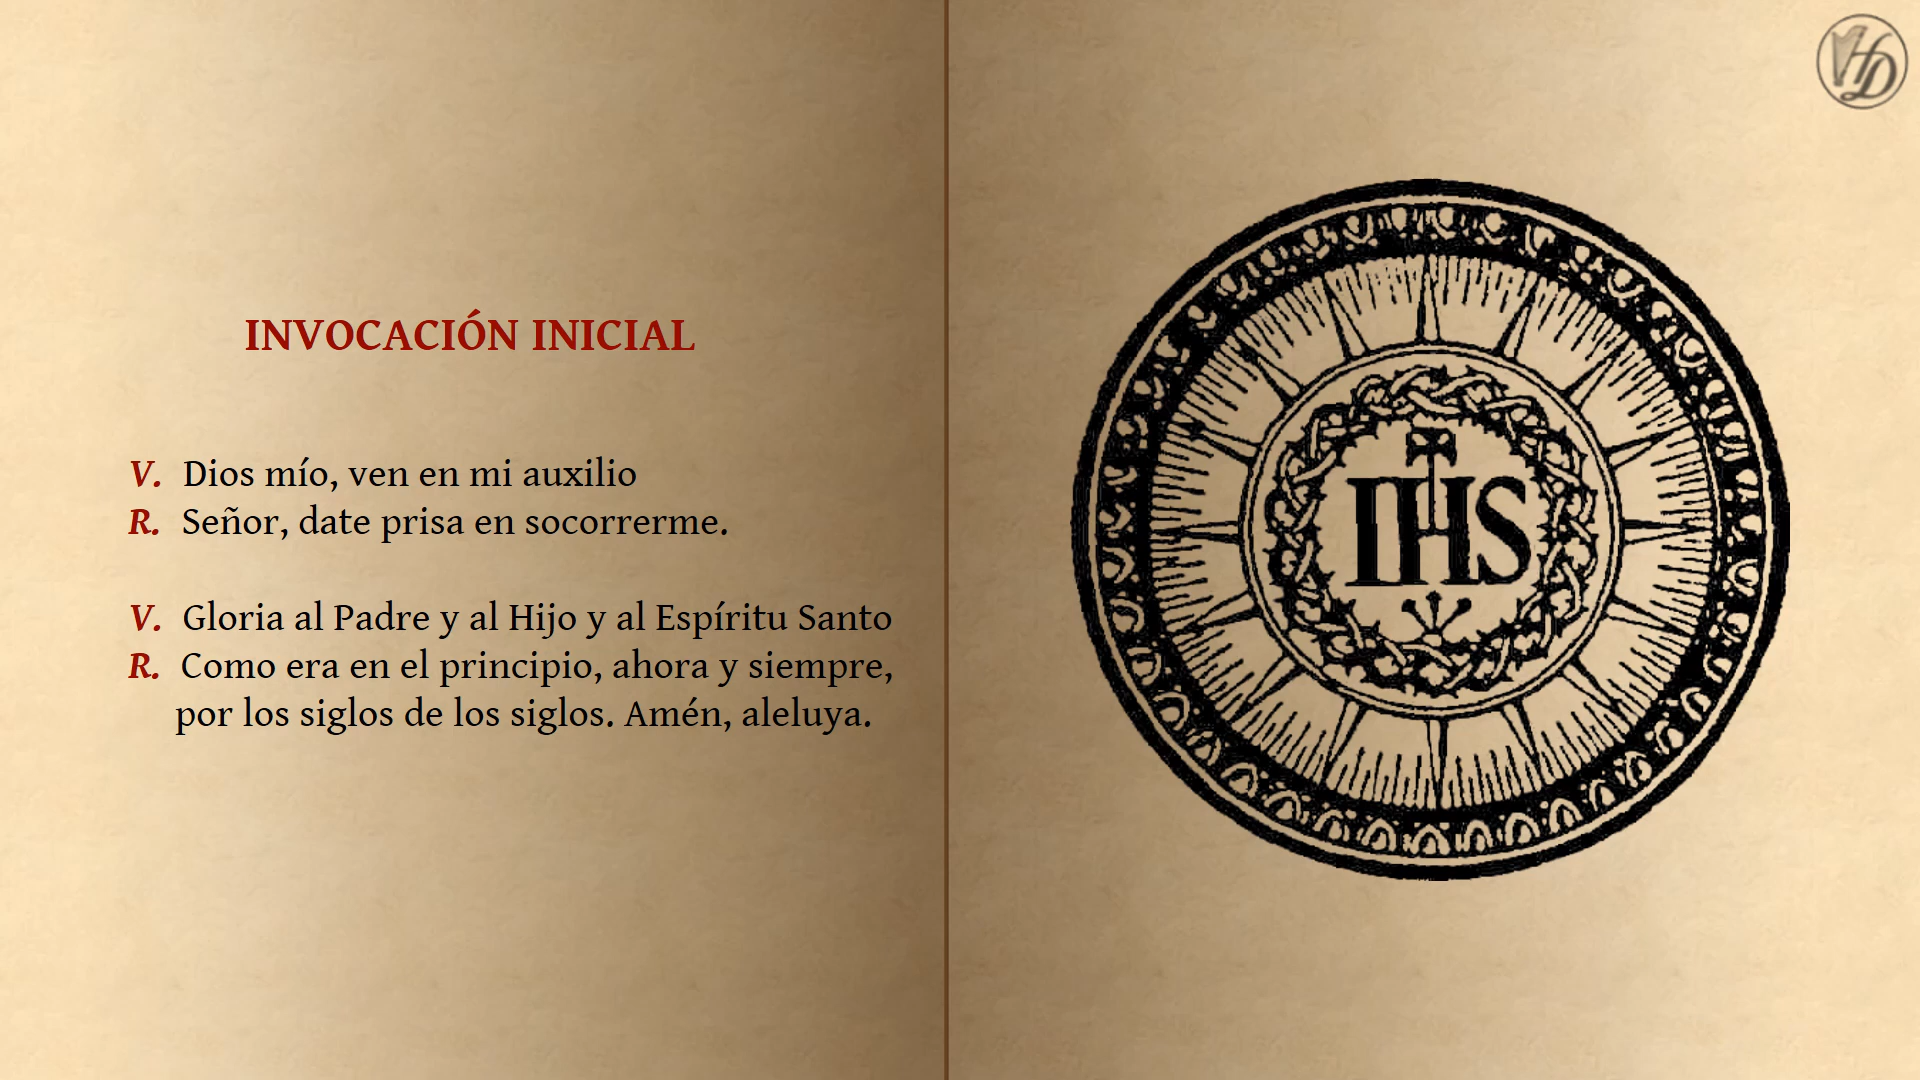 INVOCACIÓN INICIAL
V. Dios mío, ven en mi auxilio
R. Señor, date prisa en socorrerme.
V. Gloria al Padre y al Hijo y al Espíritu Santo
R. Como era en el principio, ahora y siempre,
por los siglos de los siglos. Amén, aleluya.
IHS
HD